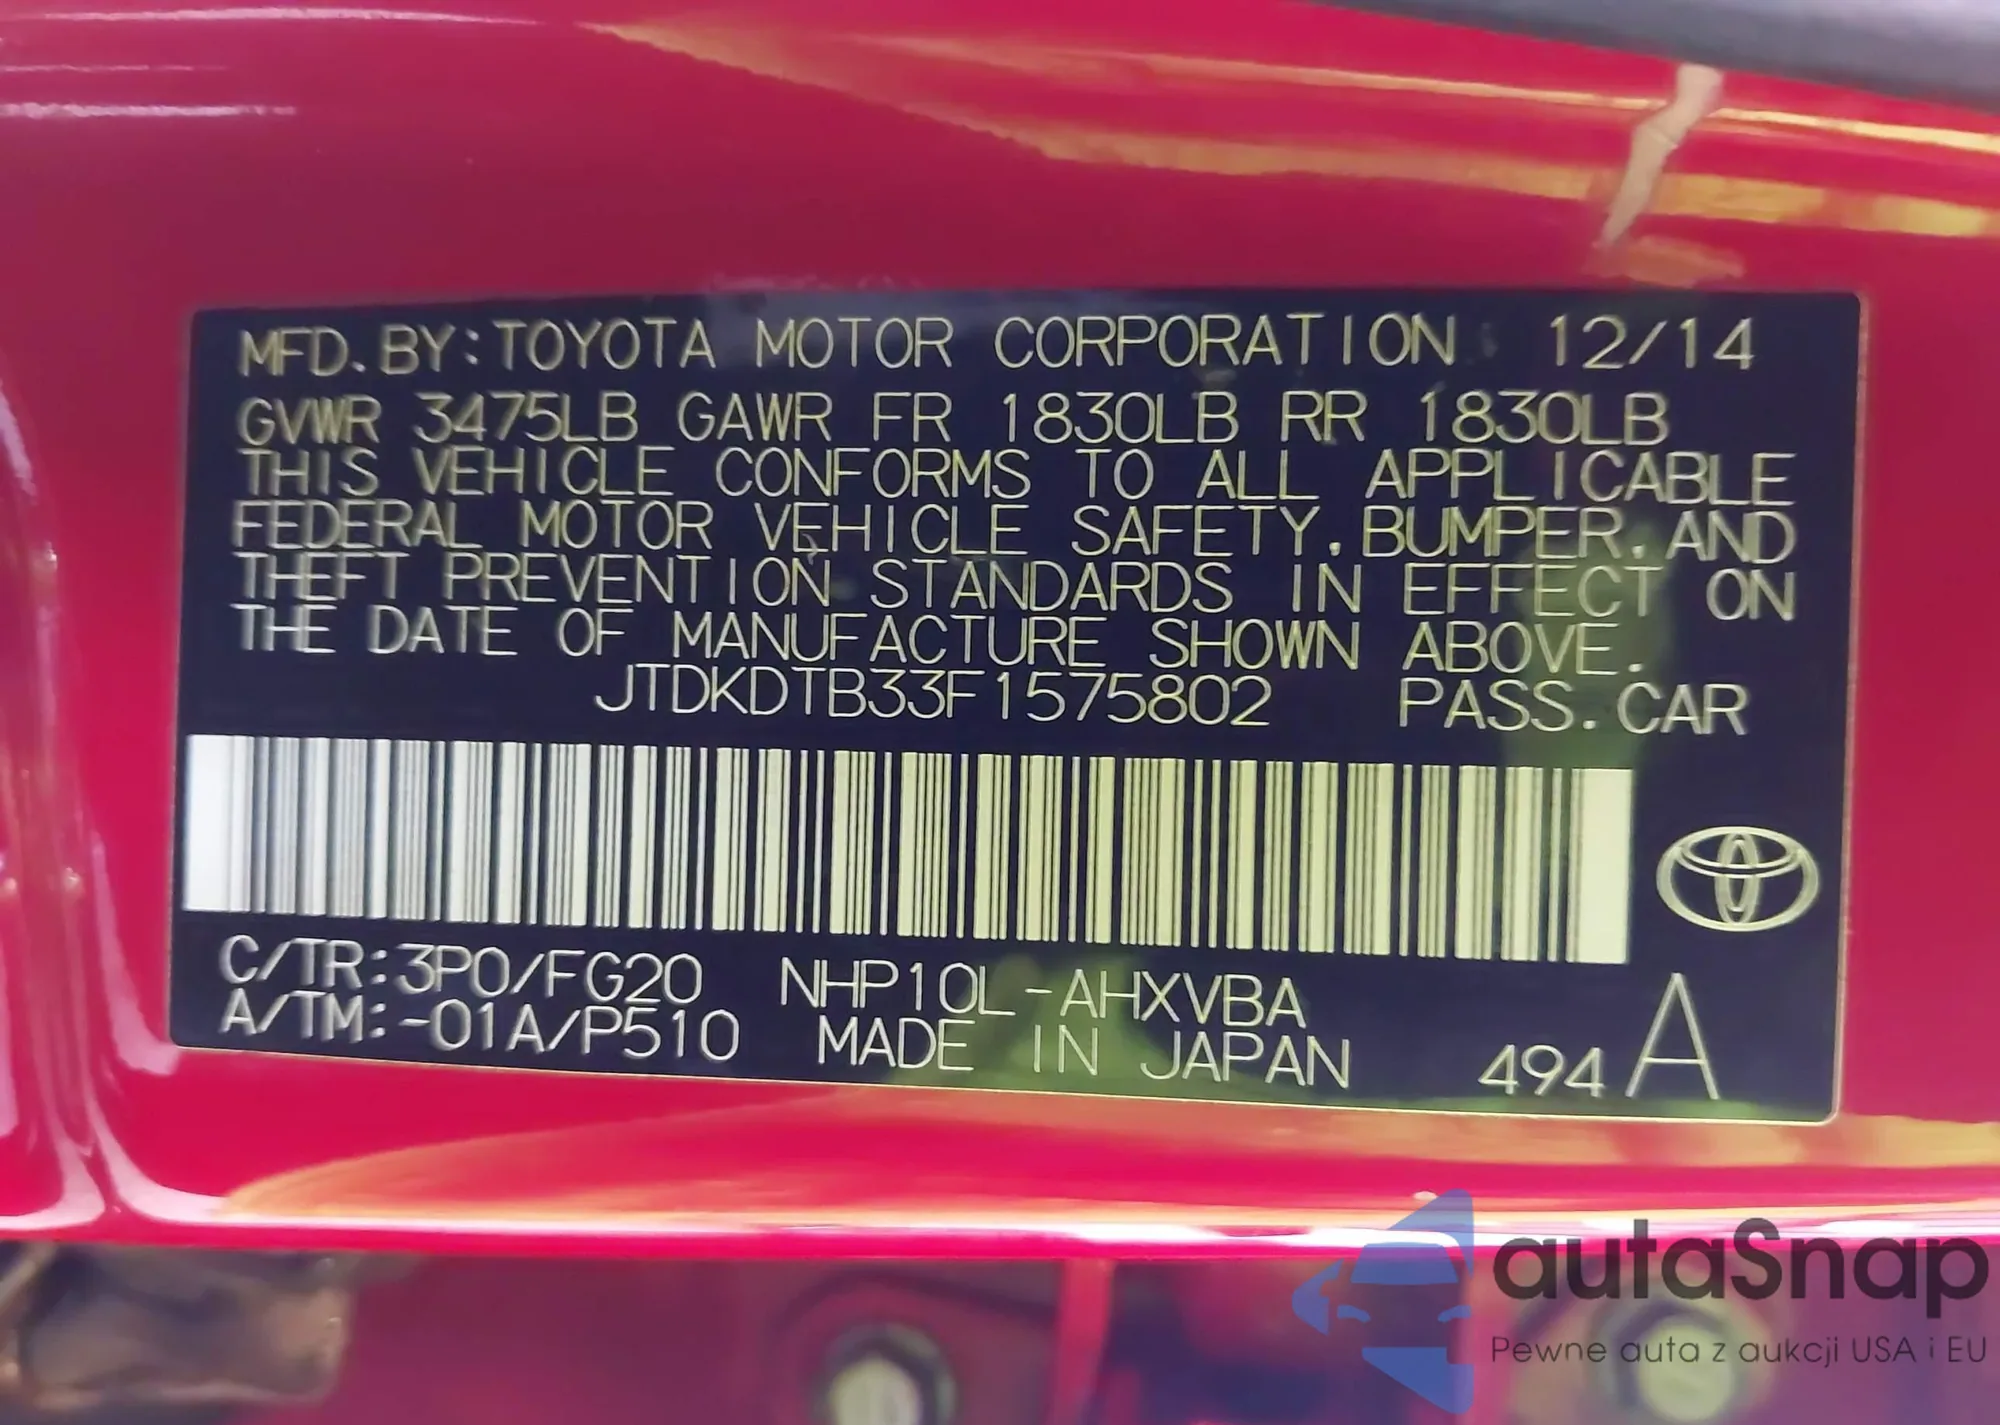 MFD.BY:TOYOTA MOTOR CORPORATION 12/14
GVWR 3475LB GAWR FR 1830LB RR 1830LB
THIS VEHICLE CONFORMS TO ALL APPLICABLE
FEDERAL MOTOR VEHICLE SAFETY,BUMPER,AND
THEFT PREVENTION STANDARDS IN EFFECT ON
THE DATE OF MANUFACTURE SHOWN ABOVE.
JTDKDTB33F1575802 PASS.CAR
C/TR:3P0/FG20 NHP10L-AHXVBA
A/TM:-01A/P510 MADE IN JAPAN 494 A
autaSnap
Pewne auta z aukcji USA i EU